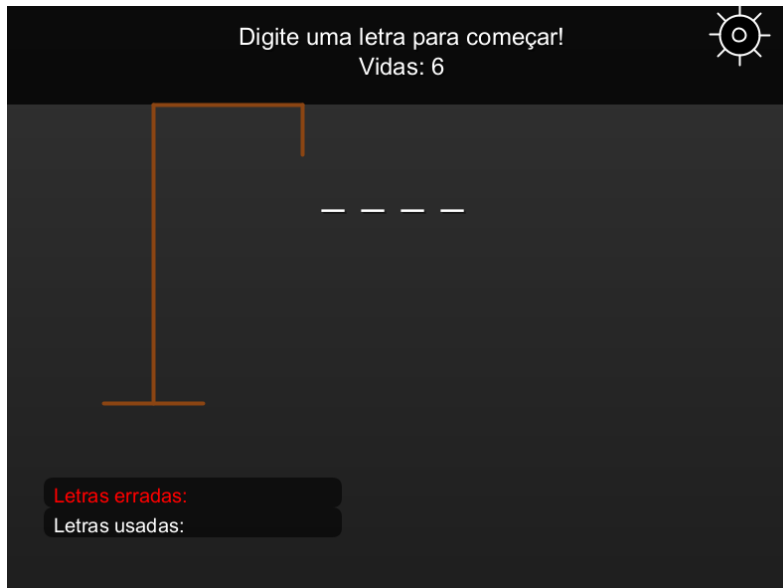 Digite uma letra para começar!
Vidas: 6
_ _ _ _
Letras erradas:
Letras usadas: